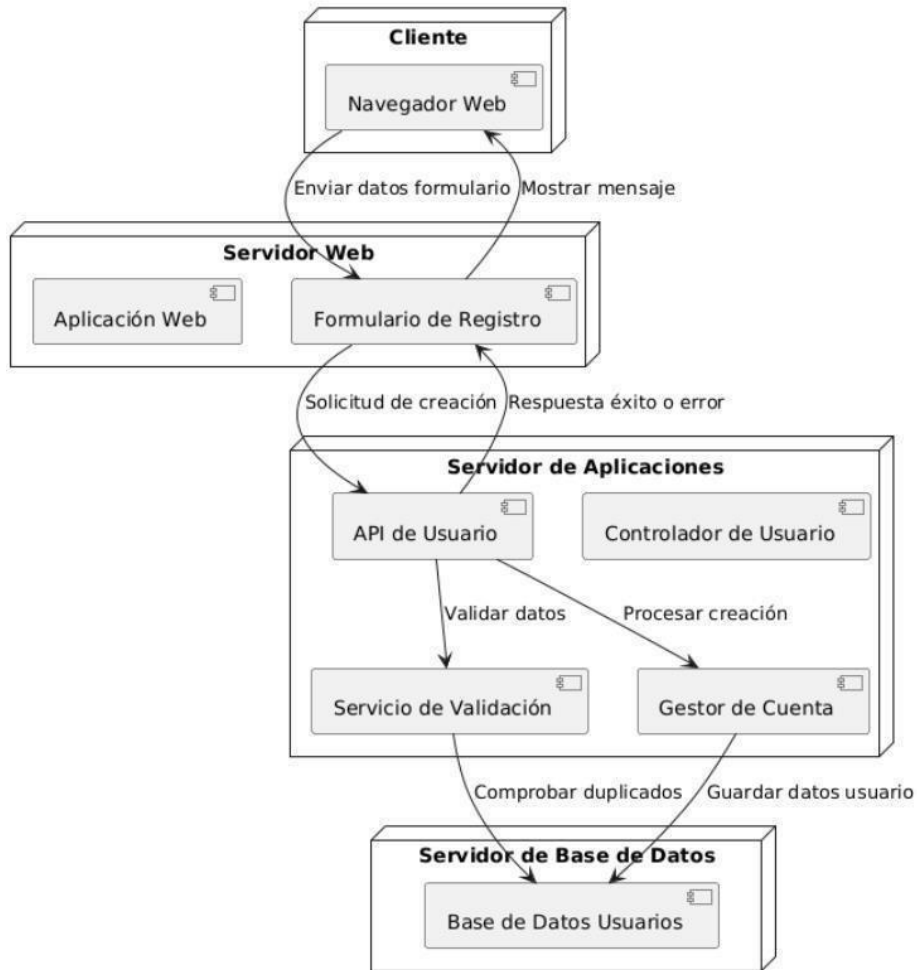 Cliente
Navegador Web
Enviar datos formulario
Mostrar mensaje
Servidor Web
Aplicación Web
Formulario de Registro
Solicitud de creación
Respuesta éxito o error
Servidor de Aplicaciones
API de Usuario
Controlador de Usuario
Validar datos
Procesar creación
Servicio de Validación
Gestor de Cuenta
Comprobar duplicados
Guardar datos usuario
Servidor de Base de Datos
Base de Datos Usuarios